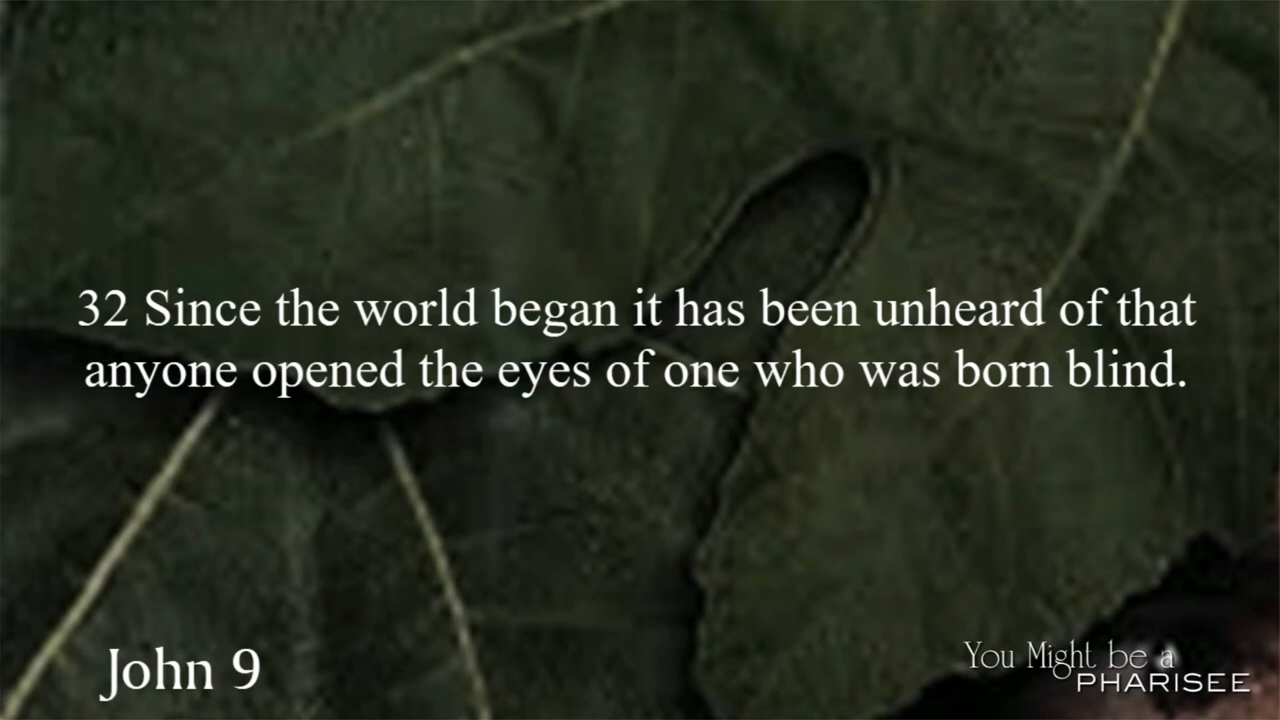 32 Since the world began it has been unheard of that
anyone opened the eyes of one who was born blind.
John 9
You Might be a
PHARISEE